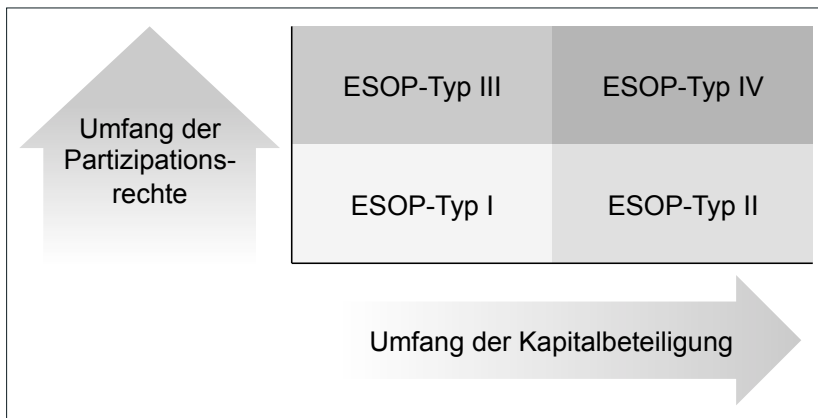 ESOP-Typ III
ESOP-Typ IV
Umfang der
Partizipations-
rechte
ESOP-Typ I
ESOP-Typ II
Umfang der Kapitalbeteiligung